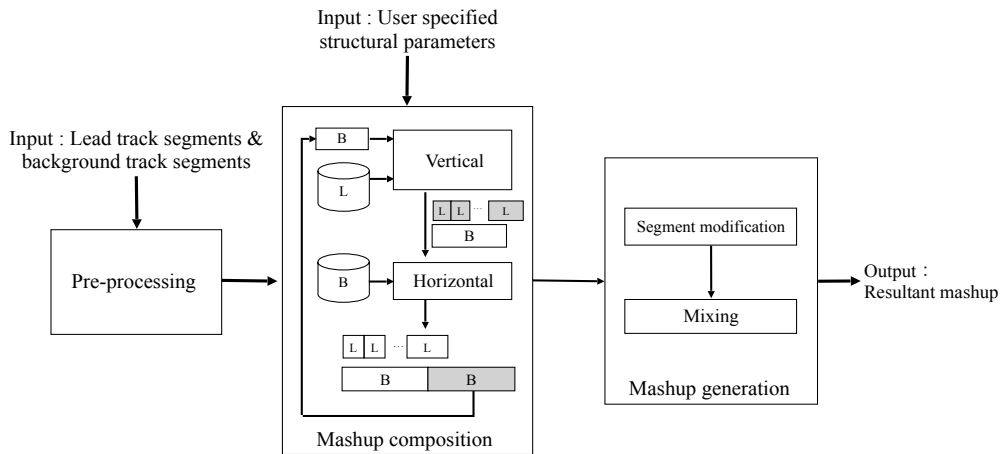 Input : User specified
structural parameters
Input : Lead track segments &
background track segments
Pre-processing
B
L
Vertical
L L ... L
B
B
Horizontal
L L ... L
B B
Mashup composition
Segment modification
Mixing
Mashup generation
Output :
Resultant mashup